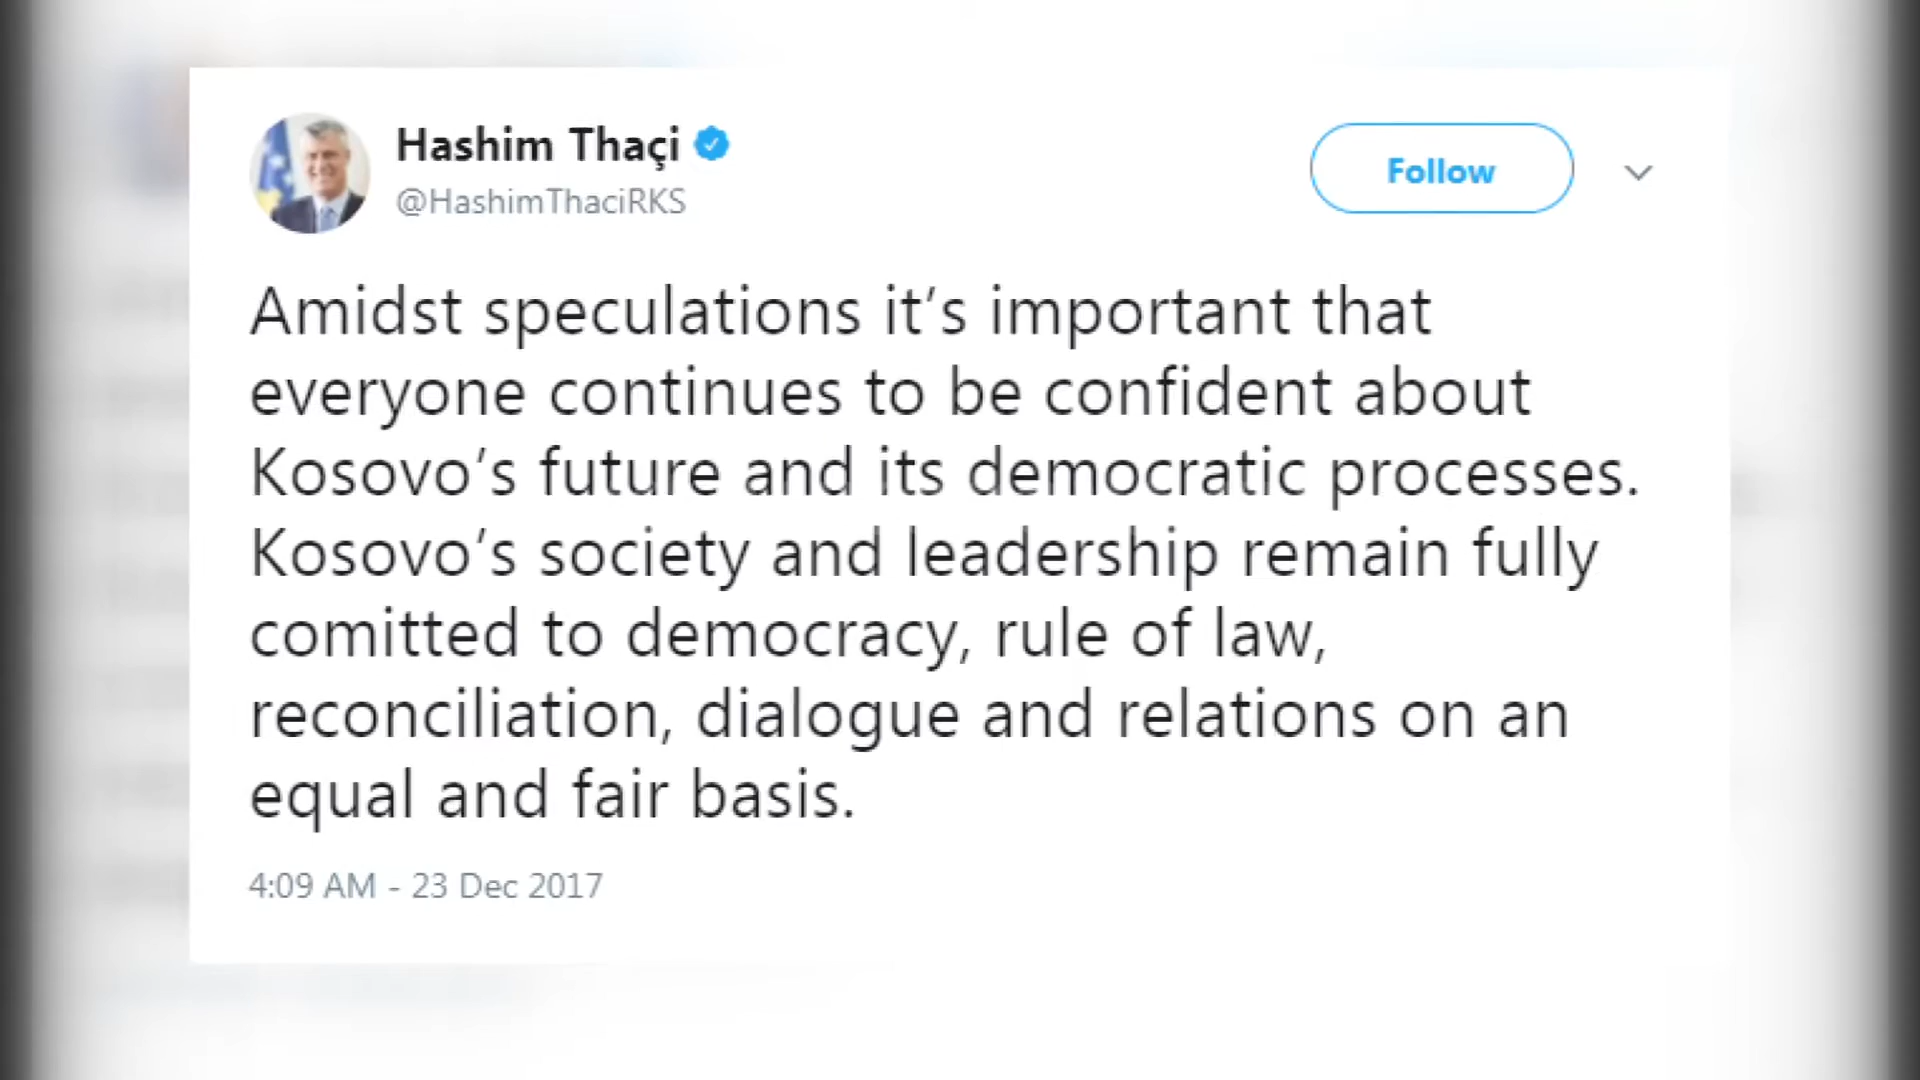 Hashim Thaçi
@HashimThaciRKS
Follow
Amidst speculations it’s important that
everyone continues to be confident about
Kosovo’s future and its democratic processes.
Kosovo’s society and leadership remain fully
comitted to democracy, rule of law,
reconciliation, dialogue and relations on an
equal and fair basis.
4:09 AM - 23 Dec 2017